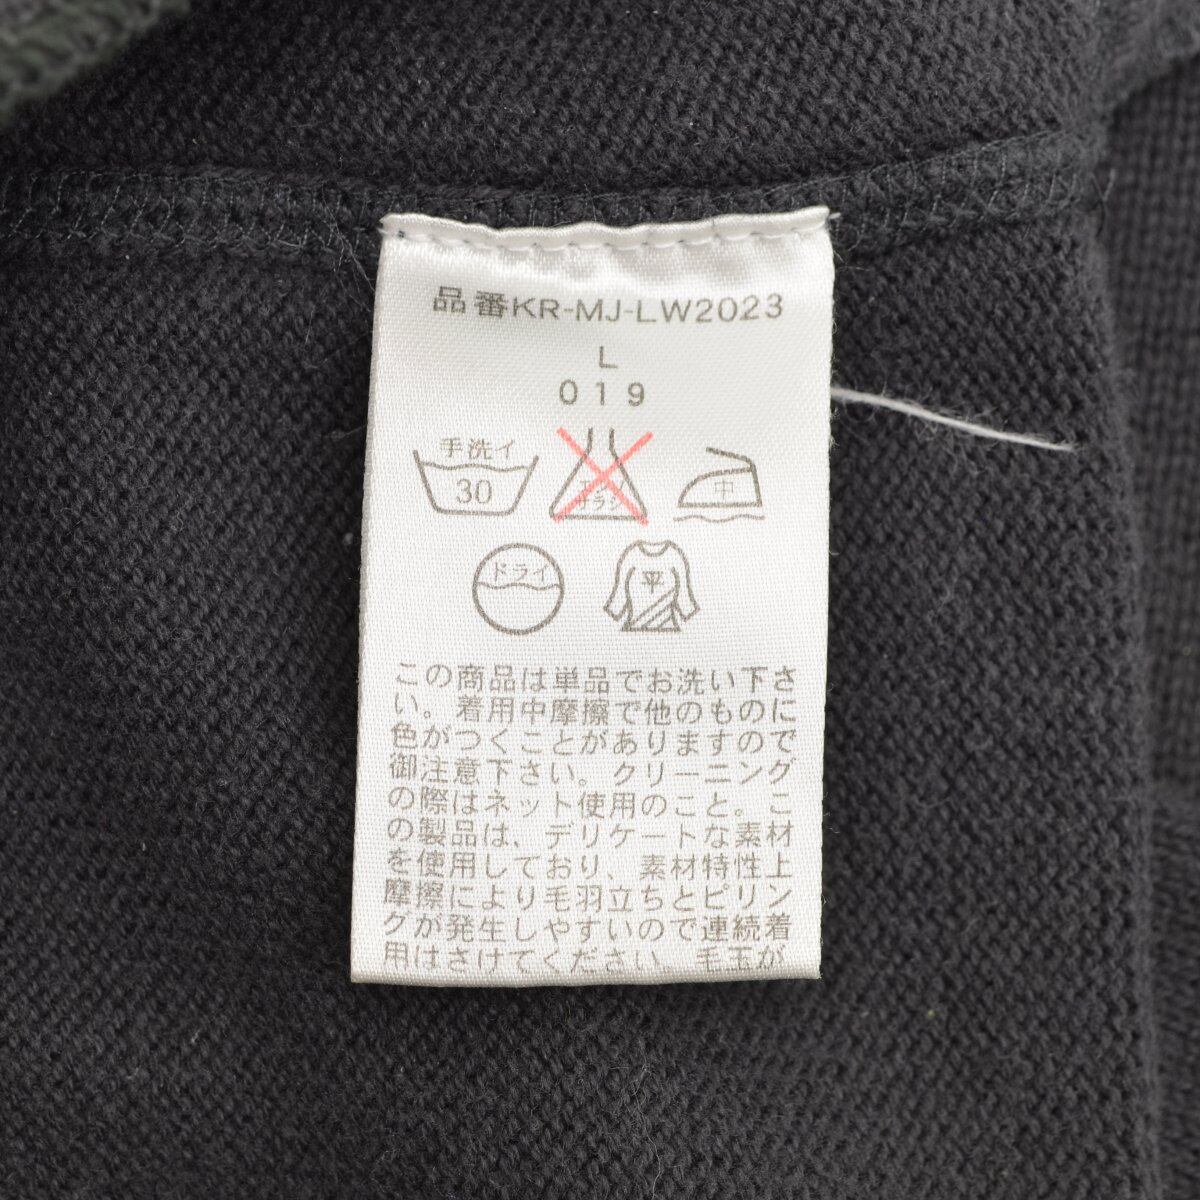 品番KR-MJ-LW2023
L
019
手洗イ
30
エンソ
サラシ
中
ドライ
平
この商品は単品でお洗い下さ
い。着用中摩擦で他のものに
色がつくことがありますので
御注意下さい。クリーニング
の際はネット使用のこと。こ
の製品は、デリケートな素材
を使用しており、素材特性上
摩擦により毛羽立ちとピリン
グが発生しやすいので連続着
用はさけてください。毛玉が